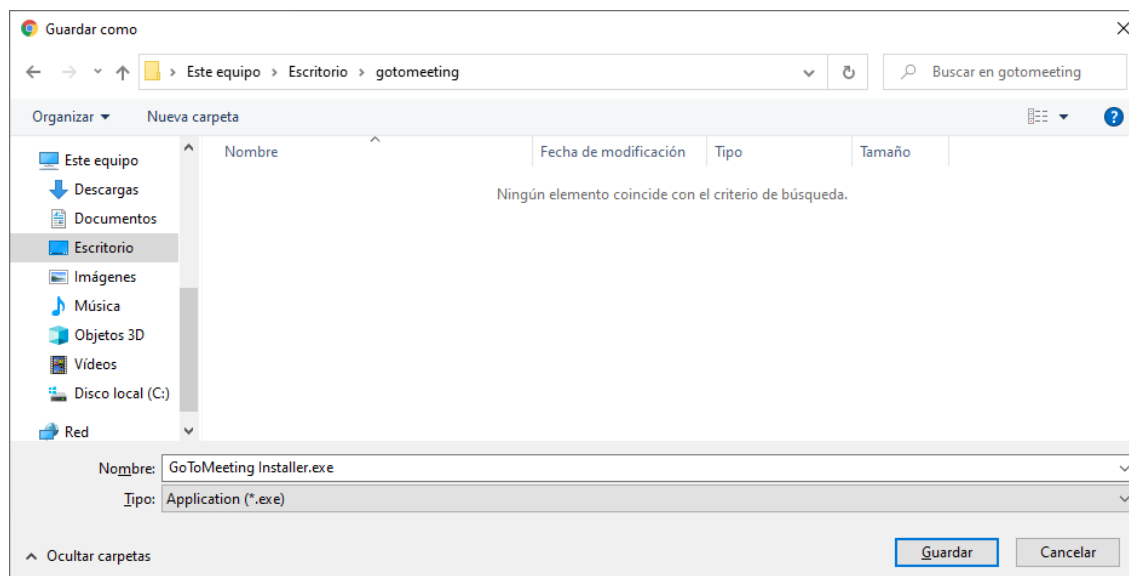 Guardar como
Este equipo Escritorio gotomeeting
Buscar en gotomeeting
Organizar Nueva carpeta
Nombre Fecha de modificación Tipo Tamaño
Ningún elemento coincide con el criterio de búsqueda.
Este equipo
Descargas
Documentos
Escritorio
Imágenes
Música
Objetos 3D
Vídeos
Disco local (C:)
Red
Nombre: GoToMeeting Installer.exe
Tipo: Application (*.exe)
Ocultar carpetas
Guardar Cancelar